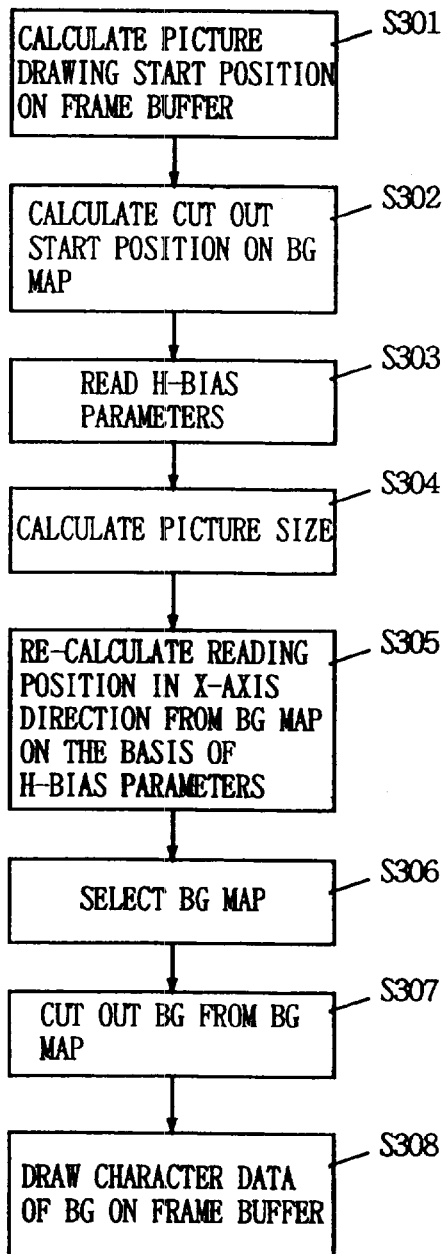 CALCULATE PICTURE
DRAWING START POSITION
ON FRAME BUFFER
S301
CALCULATE CUT OUT
START POSITION ON BG
MAP
S302
READ H-BIAS
PARAMETERS
S303
CALCULATE PICTURE SIZE
S304
RE-CALCULATE READING
POSITION IN X-AXIS
DIRECTION FROM BG MAP
ON THE BASIS OF
H-BIAS PARAMETERS
S305
SELECT BG MAP
S306
CUT OUT BG FROM BG
MAP
S307
DRAW CHARACTER DATA
OF BG ON FRAME BUFFER
S308